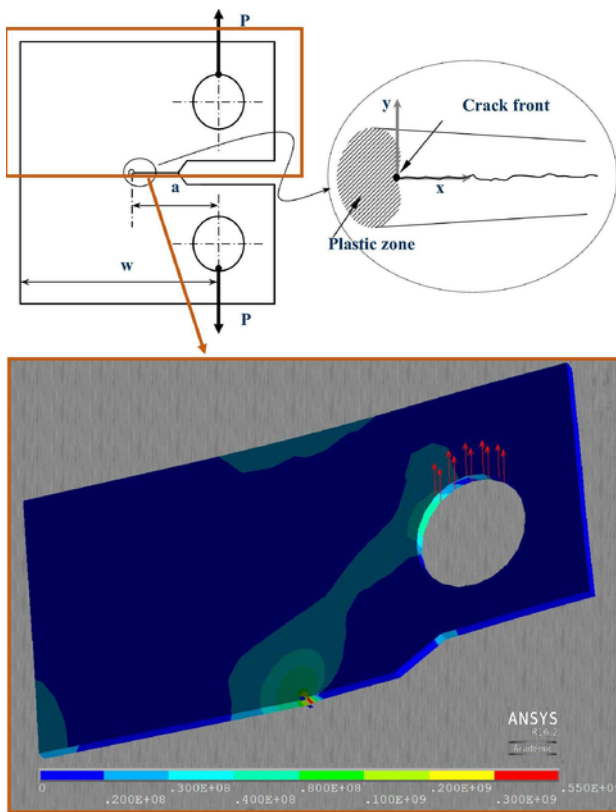 P
y
Crack front
a
x
Plastic zone
w
P
ANSYS
R16.2
Academic
0 .300E+08 .800E+08 .200E+09 .550E+0
.200E+08 .400E+08 .100E+09 .300E+09